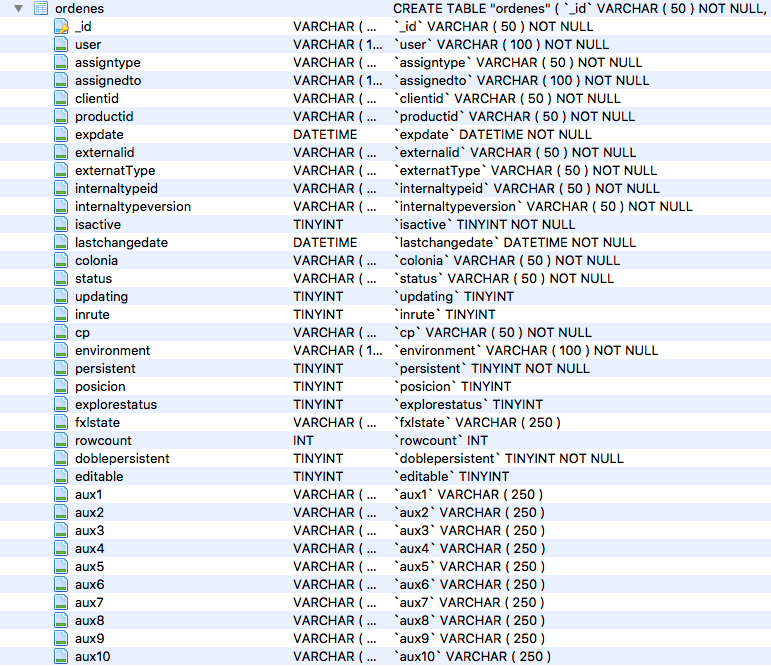 ordenes CREATE TABLE "ordenes" ( `_id` VARCHAR ( 50 ) NOT NULL,
_id VARCHAR ( ... `_id` VARCHAR ( 50 ) NOT NULL
user VARCHAR ( 1... `user` VARCHAR ( 100 ) NOT NULL
assigntype VARCHAR ( ... `assigntype` VARCHAR ( 50 ) NOT NULL
assignedto VARCHAR ( 1... `assignedto` VARCHAR ( 100 ) NOT NULL
clientid VARCHAR ( ... `clientid` VARCHAR ( 50 ) NOT NULL
productid VARCHAR ( ... `productid` VARCHAR ( 50 ) NOT NULL
expdate DATETIME `expdate` DATETIME NOT NULL
externalid VARCHAR ( ... `externalid` VARCHAR ( 50 ) NOT NULL
externatType VARCHAR ( ... `externatType` VARCHAR ( 50 ) NOT NULL
internaltypeid VARCHAR ( ... `internaltypeid` VARCHAR ( 50 ) NOT NULL
internaltypeversion VARCHAR ( ... `internaltypeversion` VARCHAR ( 50 ) NOT NULL
isactive TINYINT `isactive` TINYINT NOT NULL
lastchangedate DATETIME `lastchangedate` DATETIME NOT NULL
colonia VARCHAR ( ... `colonia` VARCHAR ( 50 ) NOT NULL
status VARCHAR ( ... `status` VARCHAR ( 50 ) NOT NULL
updating TINYINT `updating` TINYINT
inrute TINYINT `inrute` TINYINT
cp VARCHAR ( ... `cp` VARCHAR ( 50 ) NOT NULL
environment VARCHAR ( 1... `environment` VARCHAR ( 100 ) NOT NULL
persistent TINYINT `persistent` TINYINT NOT NULL
posicion TINYINT `posicion` TINYINT
explorestatus TINYINT `explorestatus` TINYINT
fxlstate VARCHAR ( ... `fxlstate` VARCHAR ( 250 )
rowcount INT `rowcount` INT
doblepersistent TINYINT `doblepersistent` TINYINT NOT NULL
editable TINYINT `editable` TINYINT
aux1 VARCHAR ( ... `aux1` VARCHAR ( 250 )
aux2 VARCHAR ( ... `aux2` VARCHAR ( 250 )
aux3 VARCHAR ( ... `aux3` VARCHAR ( 250 )
aux4 VARCHAR ( ... `aux4` VARCHAR ( 250 )
aux5 VARCHAR ( ... `aux5` VARCHAR ( 250 )
aux6 VARCHAR ( ... `aux6` VARCHAR ( 250 )
aux7 VARCHAR ( ... `aux7` VARCHAR ( 250 )
aux8 VARCHAR ( ... `aux8` VARCHAR ( 250 )
aux9 VARCHAR ( ... `aux9` VARCHAR ( 250 )
aux10 VARCHAR ( ... `aux10` VARCHAR ( 250 )